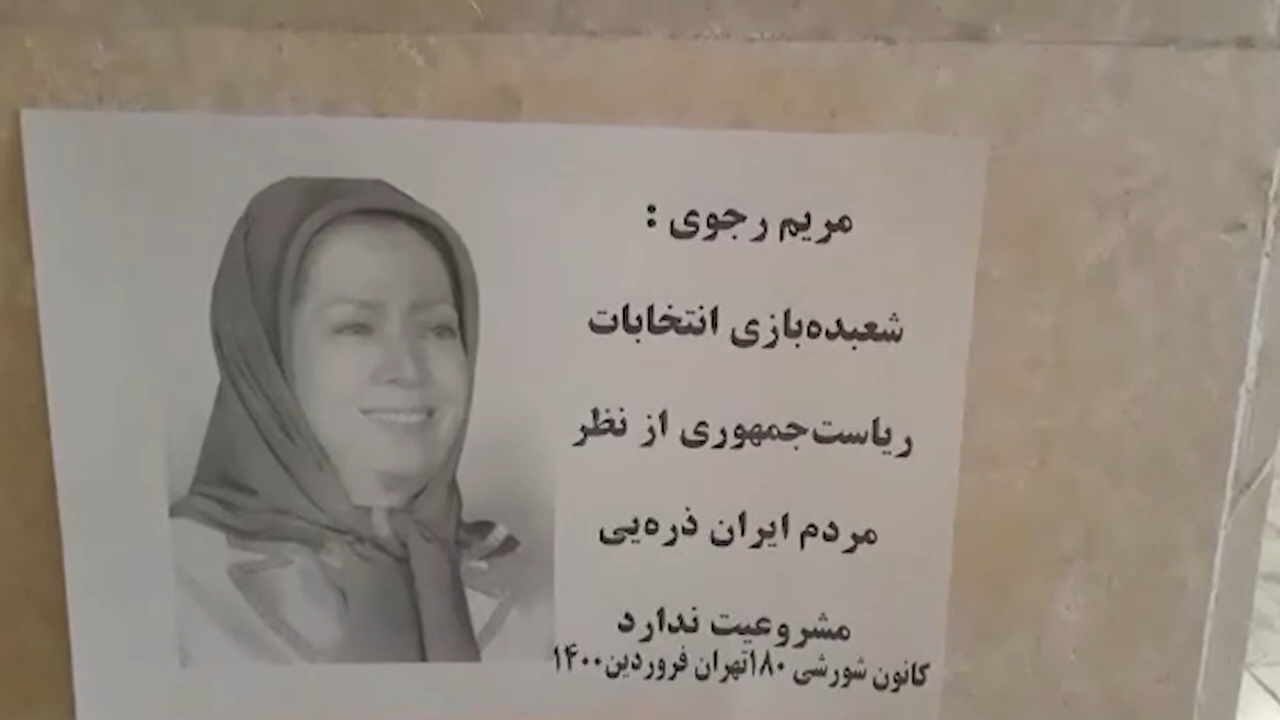 مریم رجوی :
شعبده‌بازی انتخابات
ریاست‌جمهوری از نظر
مردم ایران ذره‌یی
مشروعیت ندارد
کانون شورشی ۱۸۰تهران فروردین۱۴۰۰